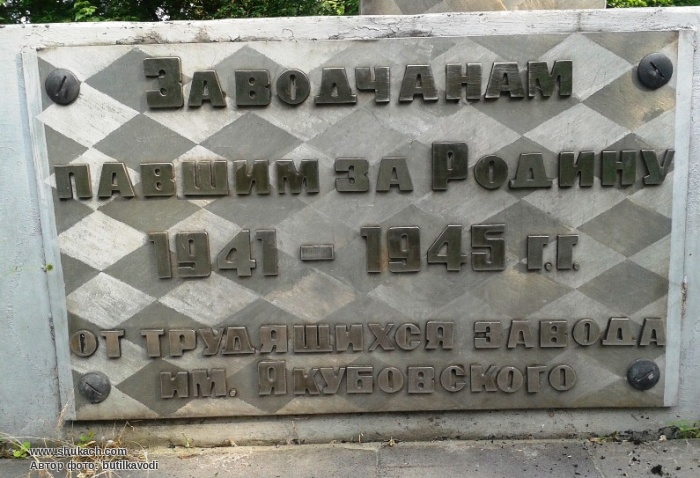 Заводчанам
павшим за Родину
1941 – 1945 г.г.
от трудящихся завода
им. Якубовского
www.shukach.com
Автор фото: butilkavodi